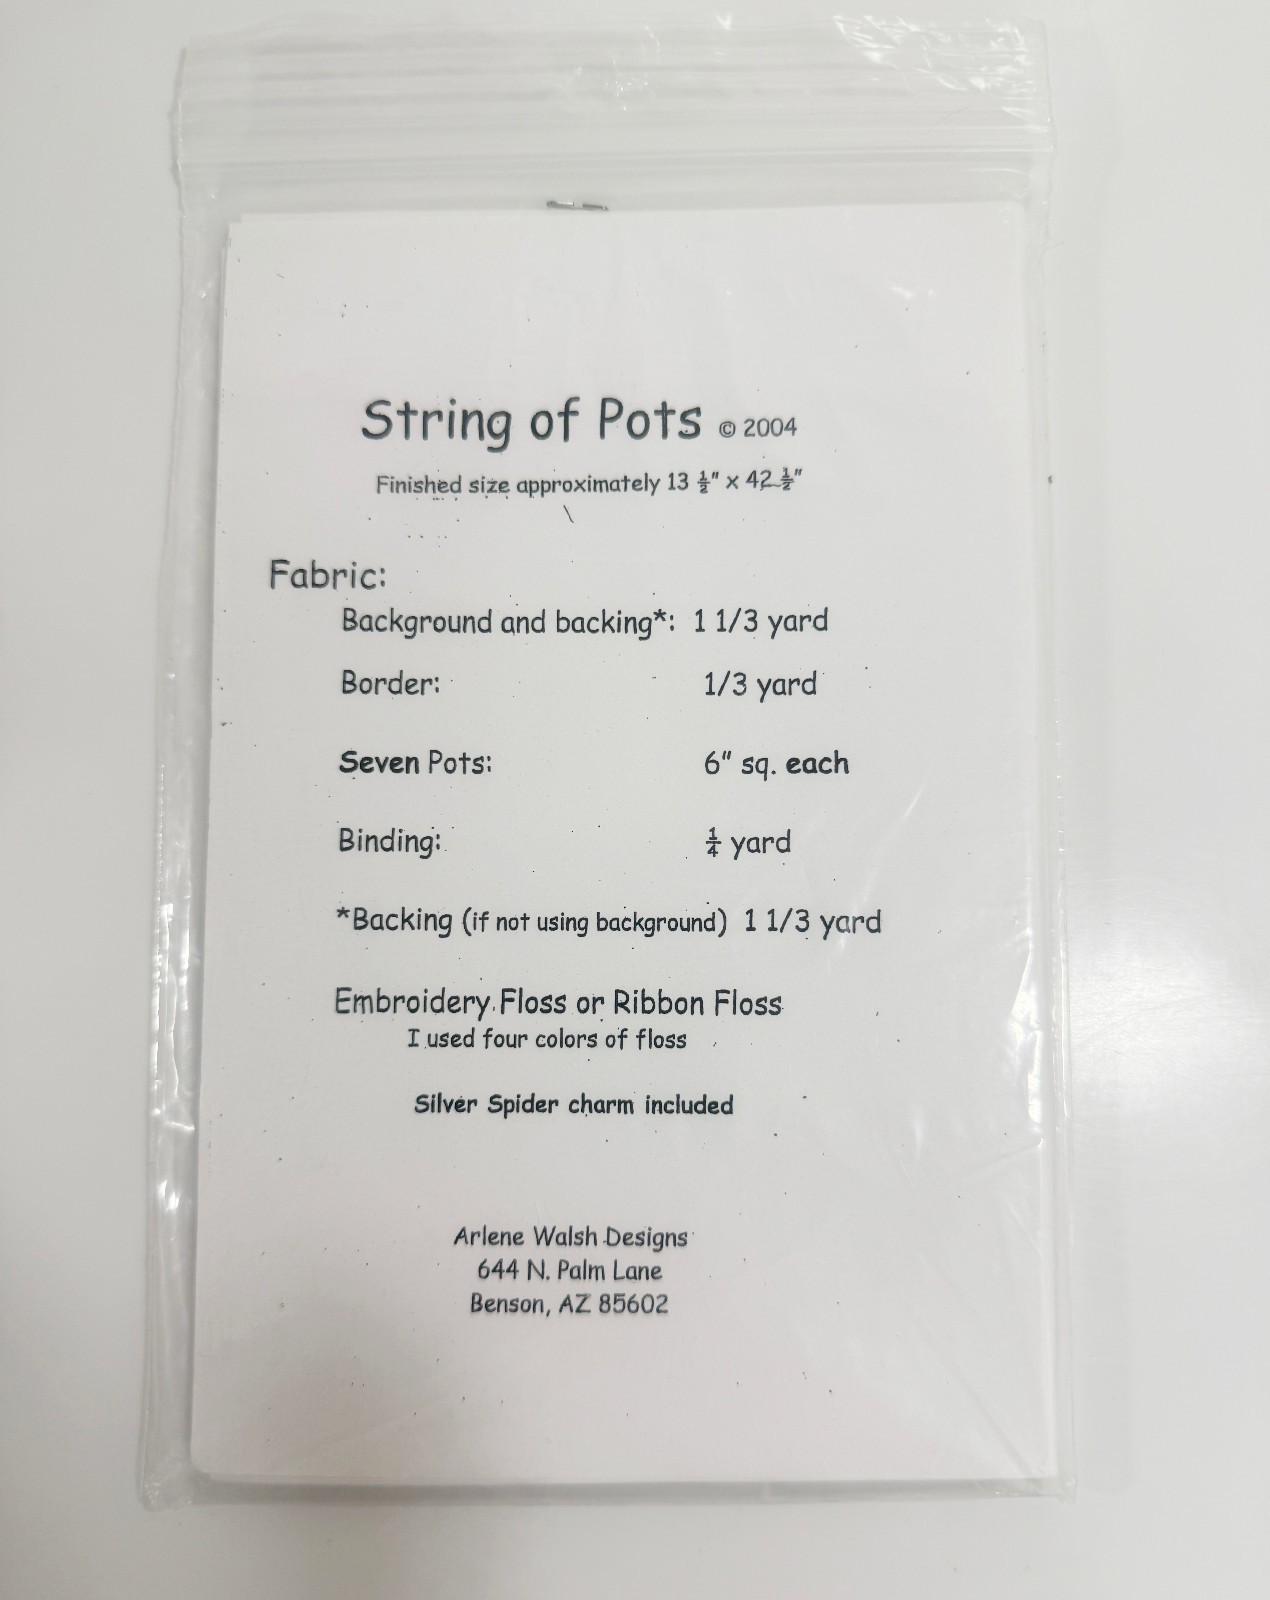 String of Pots © 2004
Finished size approximately 13 ½" x 42 ½"
Fabric:
Background and backing*: 1 1/3 yard
Border: 1/3 yard
Seven Pots: 6" sq. each
Binding: ¼ yard
*Backing (if not using background) 1 1/3 yard
Embroidery Floss or Ribbon Floss
I used four colors of floss
Silver Spider charm included
Arlene Walsh Designs
644 N. Palm Lane
Benson, AZ 85602